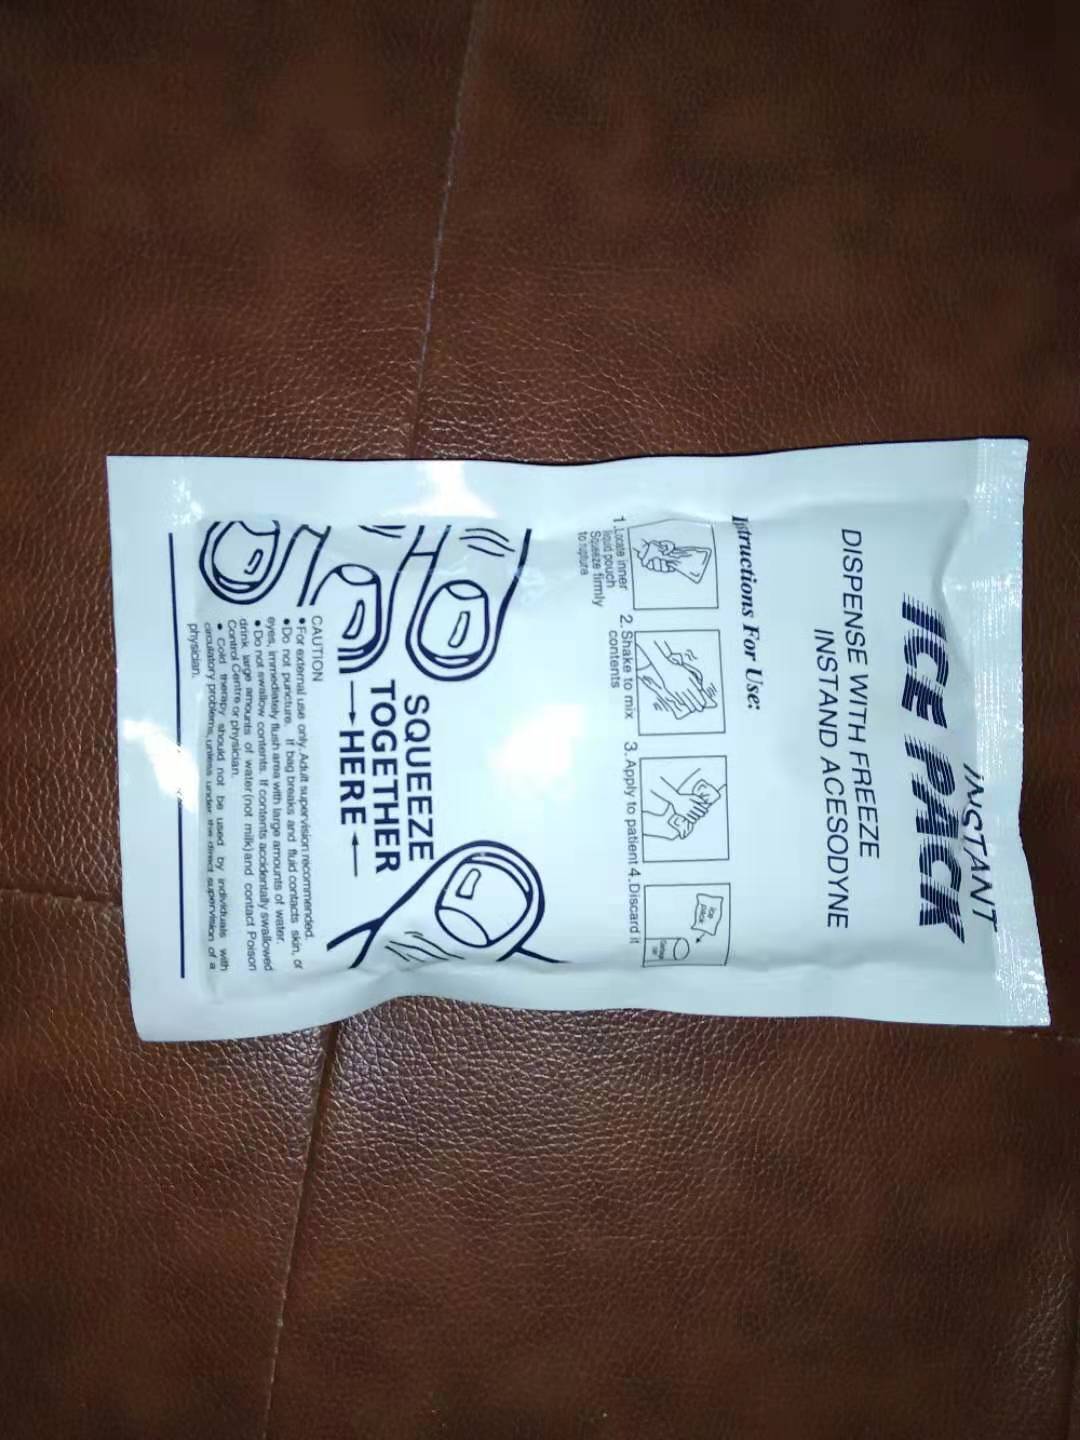 INSTANT
ICE PACK
DISPENSE WITH FREEZE
INSTAND ACESODYNE
Instructions For Use:
1.Locate inner
liquid pouch
Squeeze firmly
to rupture
2.Shake to mix
contents
3.Apply to patient
4.Discard it
SQUEEZE
TOGETHER
HERE
CAUTION
• For external use only. Adult supervision recommended.
• Do not puncture. If bag breaks and fluid contacts skin, or
eyes, immediately flush area with large amounts of water.
• Do not swallow contents. If contents accidentally swallowed
drink large amounts of water(not milk)and contact Poison
Control Centre or physician.
• Cold therapy should not be used by individuals with
circulatory problems, unless under the direct supervision of a
physician.